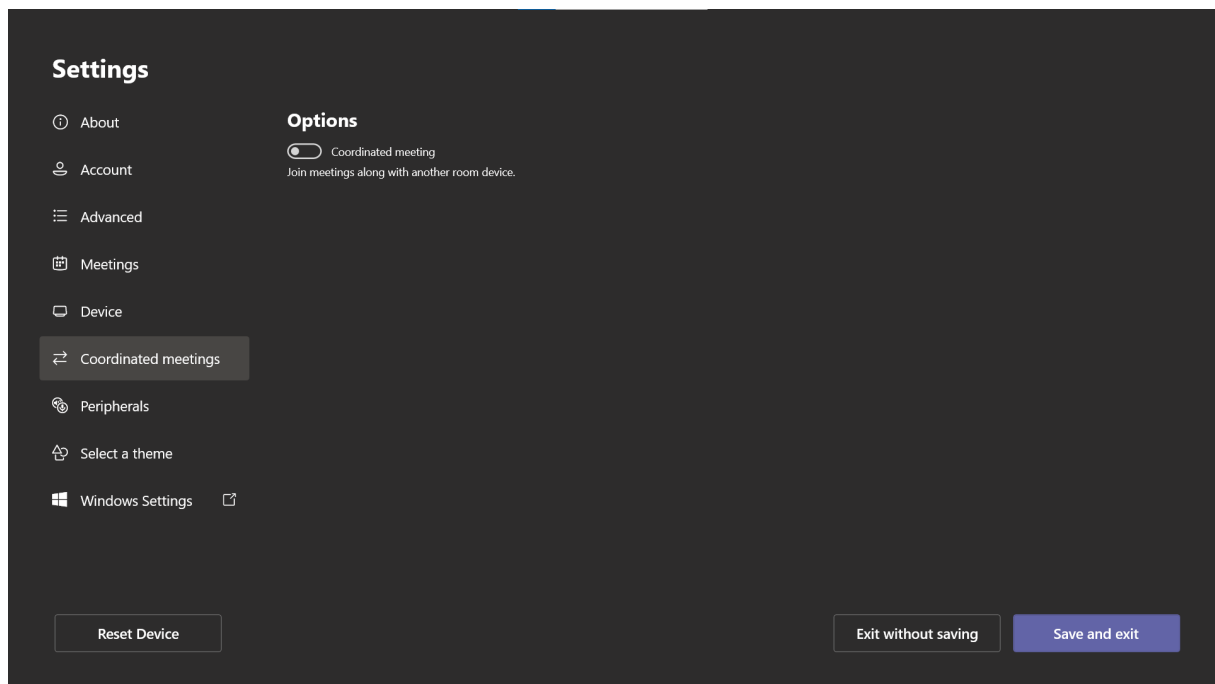 Settings
About
Account
Advanced
Meetings
Device
Coordinated meetings
Peripherals
Select a theme
Windows Settings
Options
Coordinated meeting
Join meetings along with another room device.
Reset Device
Exit without saving
Save and exit